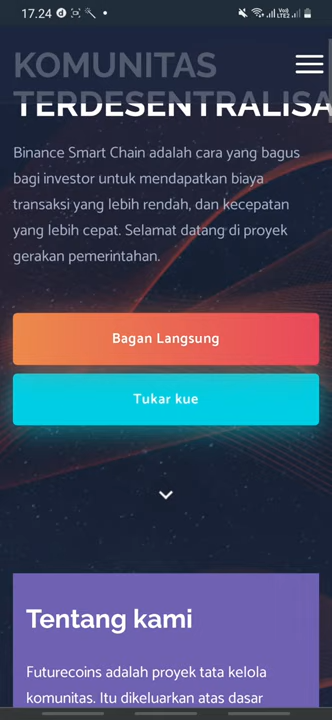 17.24
VoLTE2
KOMUNITAS
TERDESENTRALISA
Binance Smart Chain adalah cara yang bagus
bagi investor untuk mendapatkan biaya
transaksi yang lebih rendah, dan kecepatan
yang lebih cepat. Selamat datang di proyek
gerakan pemerintahan.
Bagan Langsung
Tukar kue
Tentang kami
Futurecoins adalah proyek tata kelola
komunitas. Itu dikeluarkan atas dasar